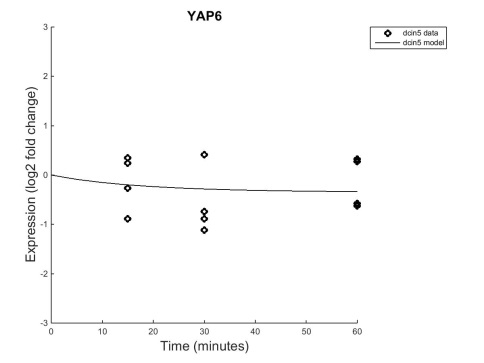 YAP6
dcin5 data
dcin5 model
Expression (log2 fold change)
3
2
1
0
-1
-2
-3
0 10 20 30 40 50 60
Time (minutes)